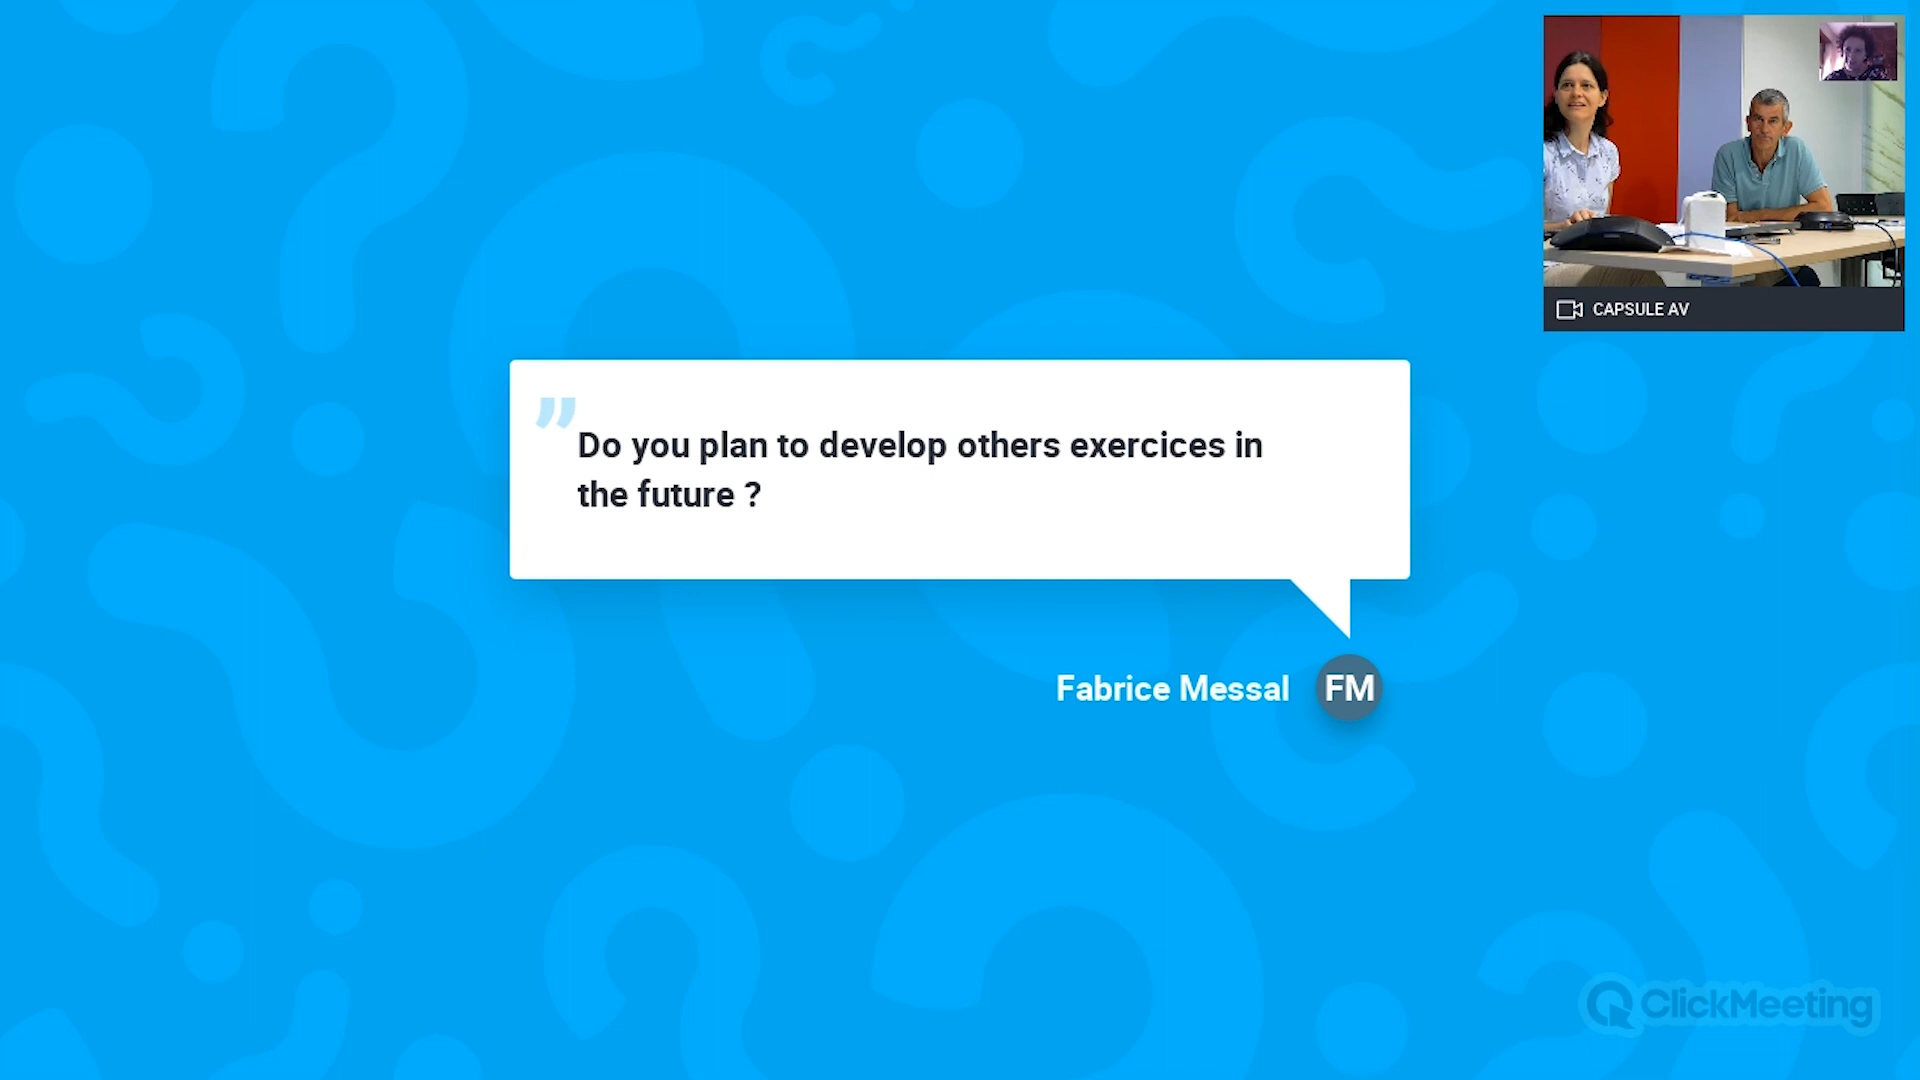 CAPSULE AV
Do you plan to develop others exercices in
the future ?
Fabrice Messal FM
ClickMeeting